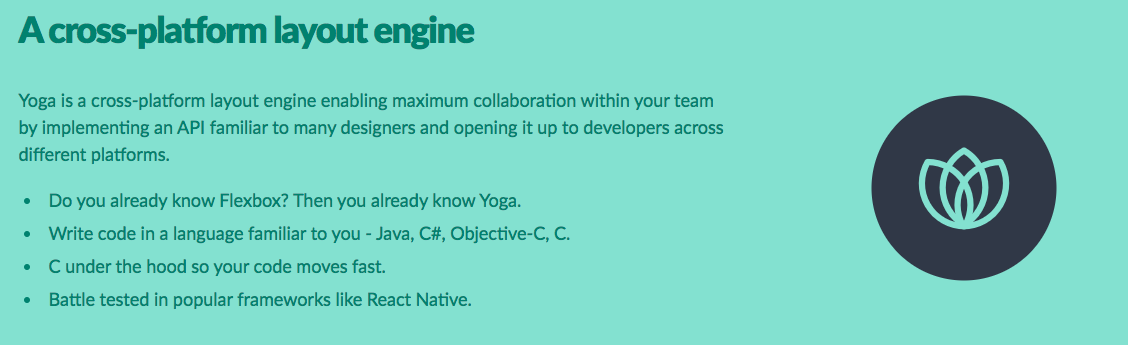 A cross-platform layout engine
Yoga is a cross-platform layout engine enabling maximum collaboration within your team
by implementing an API familiar to many designers and opening it up to developers across
different platforms.
• Do you already know Flexbox? Then you already know Yoga.
• Write code in a language familiar to you - Java, C#, Objective-C, C.
• C under the hood so your code moves fast.
• Battle tested in popular frameworks like React Native.